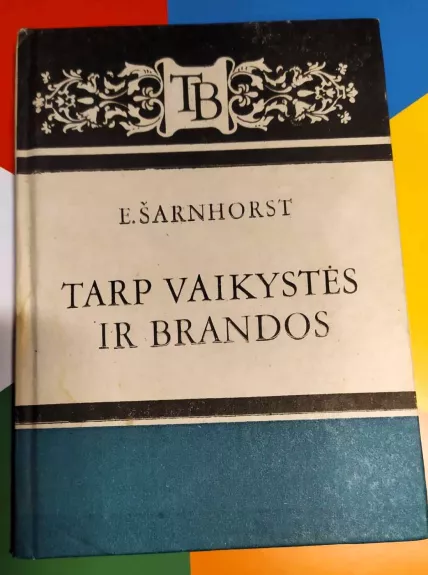 TB
E. ŠARNHORST
TARP VAIKYSTĖS
IR BRANDOS